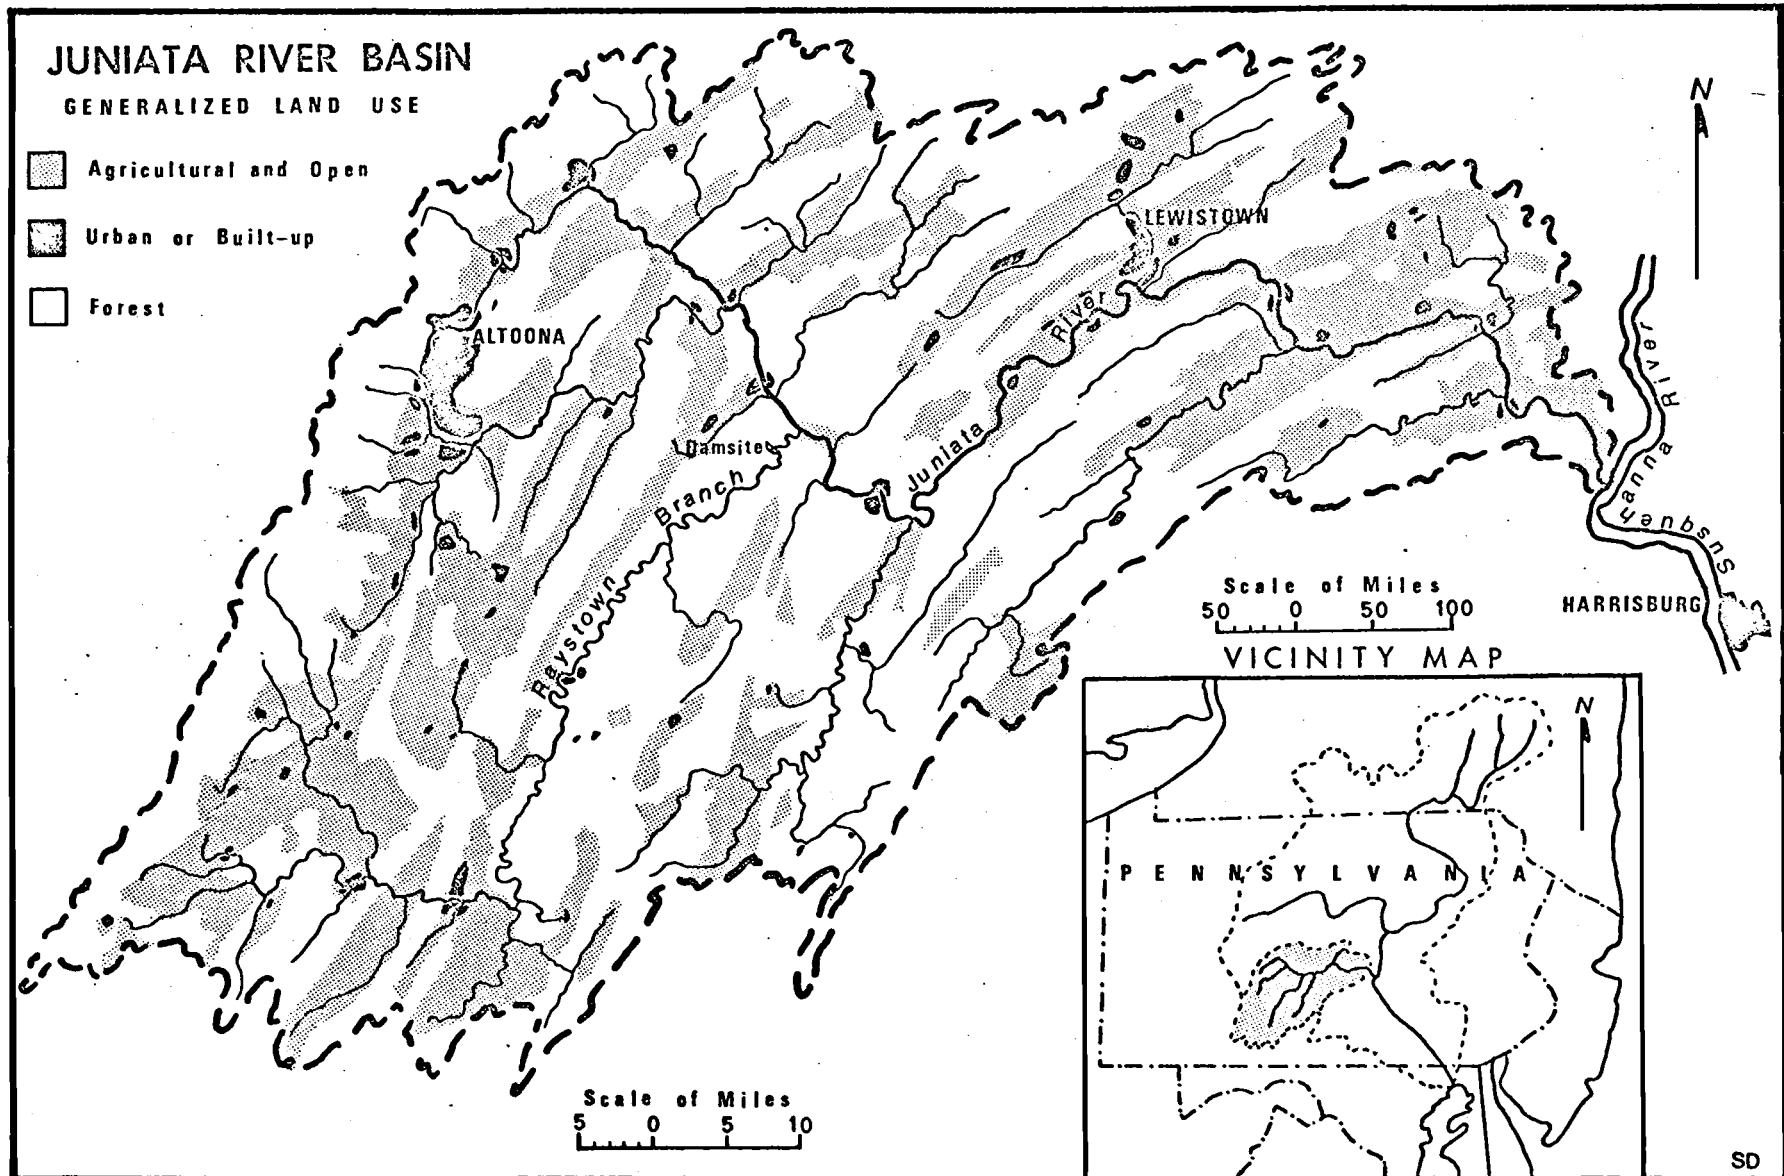 JUNIATA RIVER BASIN
GENERALIZED LAND USE
Agricultural and Open
Urban or Built-up
Forest
N
LEWISTOWN
ALTOONA
Juniata River
Damsite
Raystown Branch
Susquehanna River
HARRISBURG
Scale of Miles
50 0 50 100
VICINITY MAP
N
PENNSYLVANIA
Scale of Miles
5 0 5 10
SD